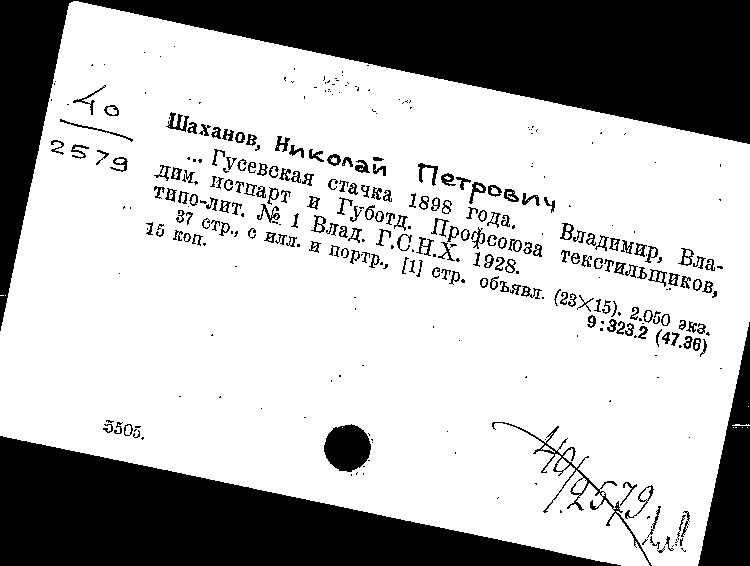 40
2579
Шаханов, Николай Петрович
... Гусевская стачка 1898 года. Владимир, Вла-
дим. истпарт и Губотд. Профсоюза текстильщиков,
типо-лит. № 1 Влад. Г.С.Н.Х. 1928.
37 стр., с илл. и портр., [1] стр. объявл. (23×15). 2.050 экз.
15 коп.
9:323.2 (47.36)
5505.
40/2579